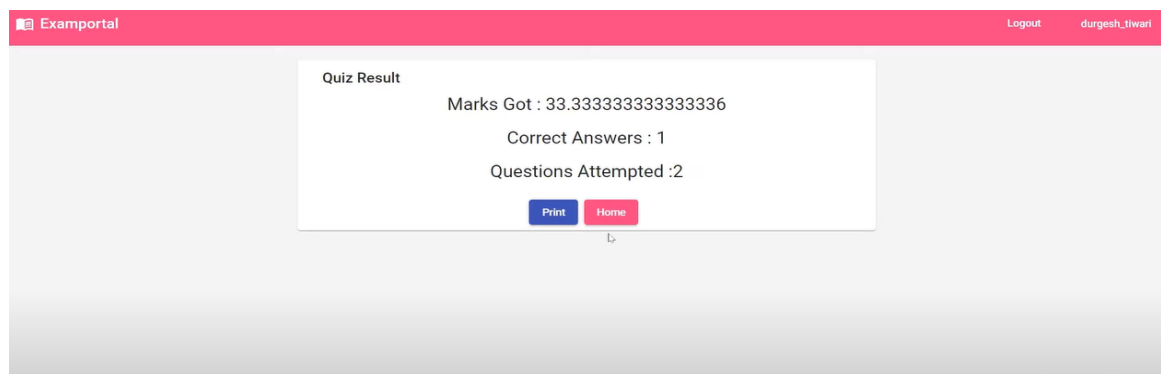 Examportal
Logout durgesh_tiwari
Quiz Result
Marks Got : 33.333333333333336
Correct Answers : 1
Questions Attempted :2
Print Home